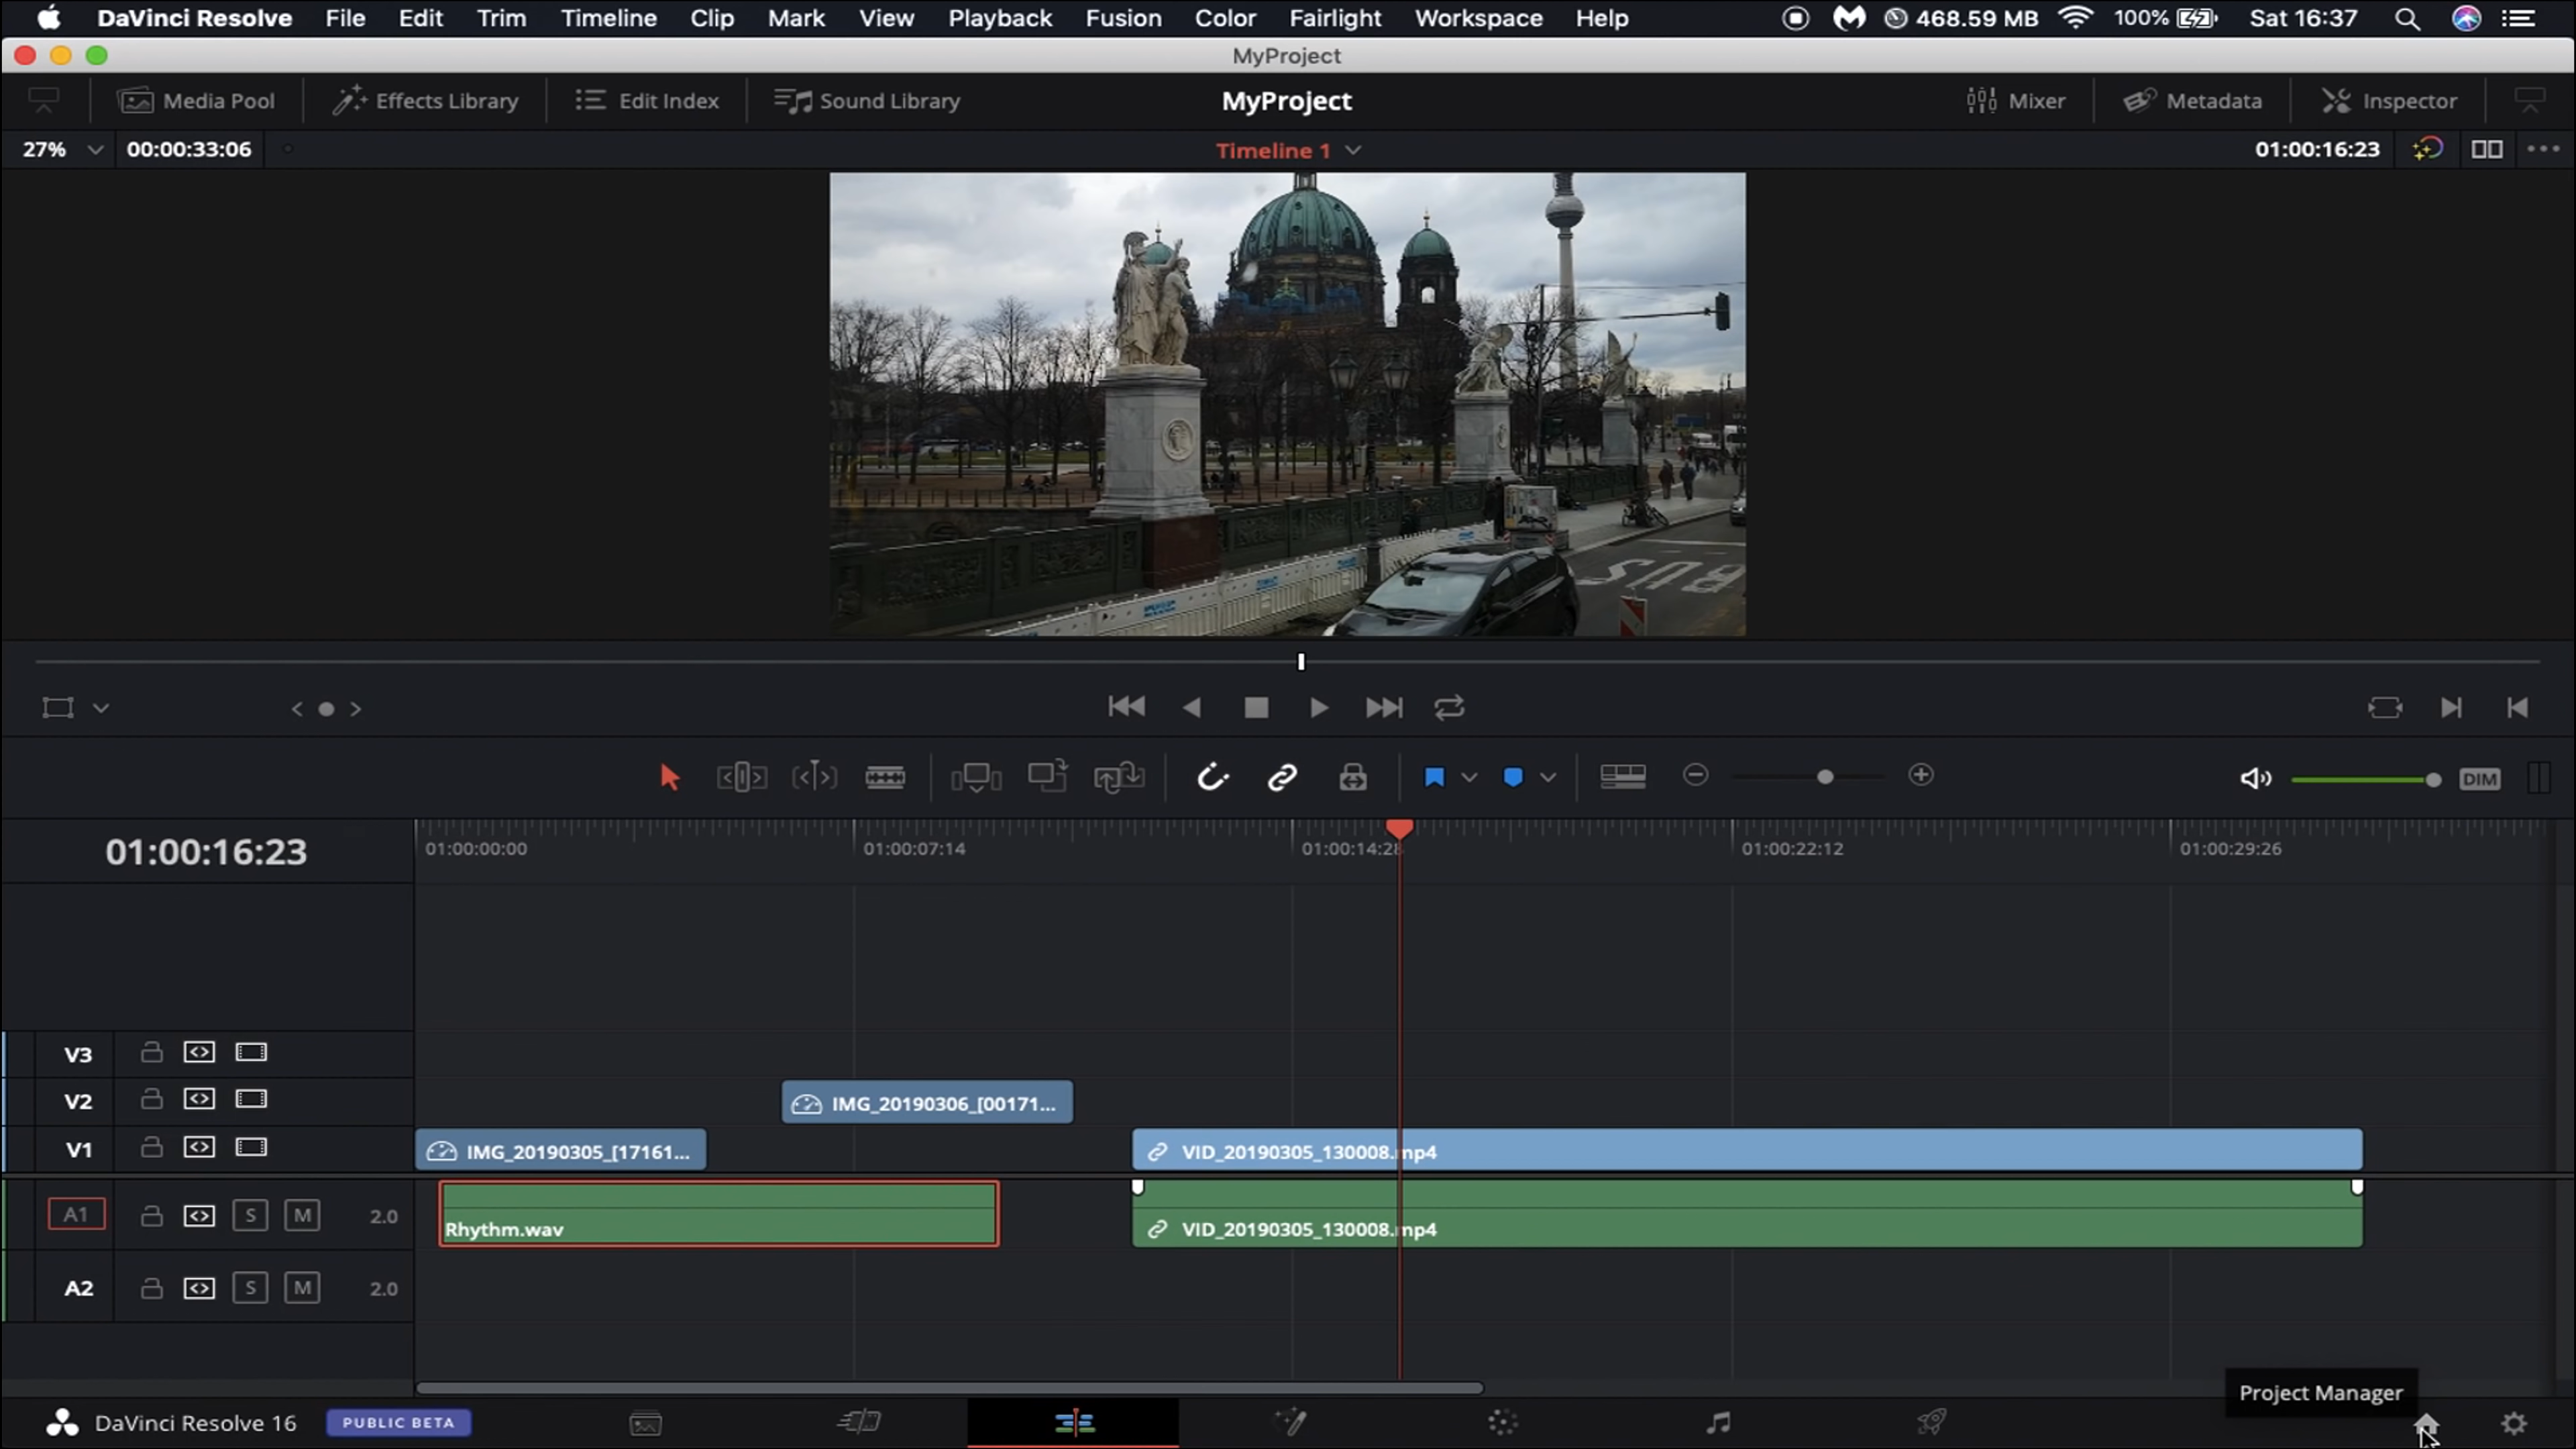 DaVinci Resolve File Edit Trim Timeline Clip Mark View Playback Fusion Color Fairlight Workspace Help 468.59 MB 100% Sat 16:37
MyProject
Media Pool Effects Library Edit Index Sound Library MyProject Mixer Metadata Inspector
27% 00:00:33:06 Timeline 1 01:00:16:23
BUS
DIM
01:00:16:23 01:00:00:00 01:00:07:14 01:00:14:28 01:00:22:12 01:00:29:26
V3
V2 IMG_20190306_[00171...
V1 IMG_20190305_[17161... VID_20190305_130008.mp4
A1 S M 2.0 Rhythm.wav VID_20190305_130008.mp4
A2 S M 2.0
Project Manager
DaVinci Resolve 16 PUBLIC BETA